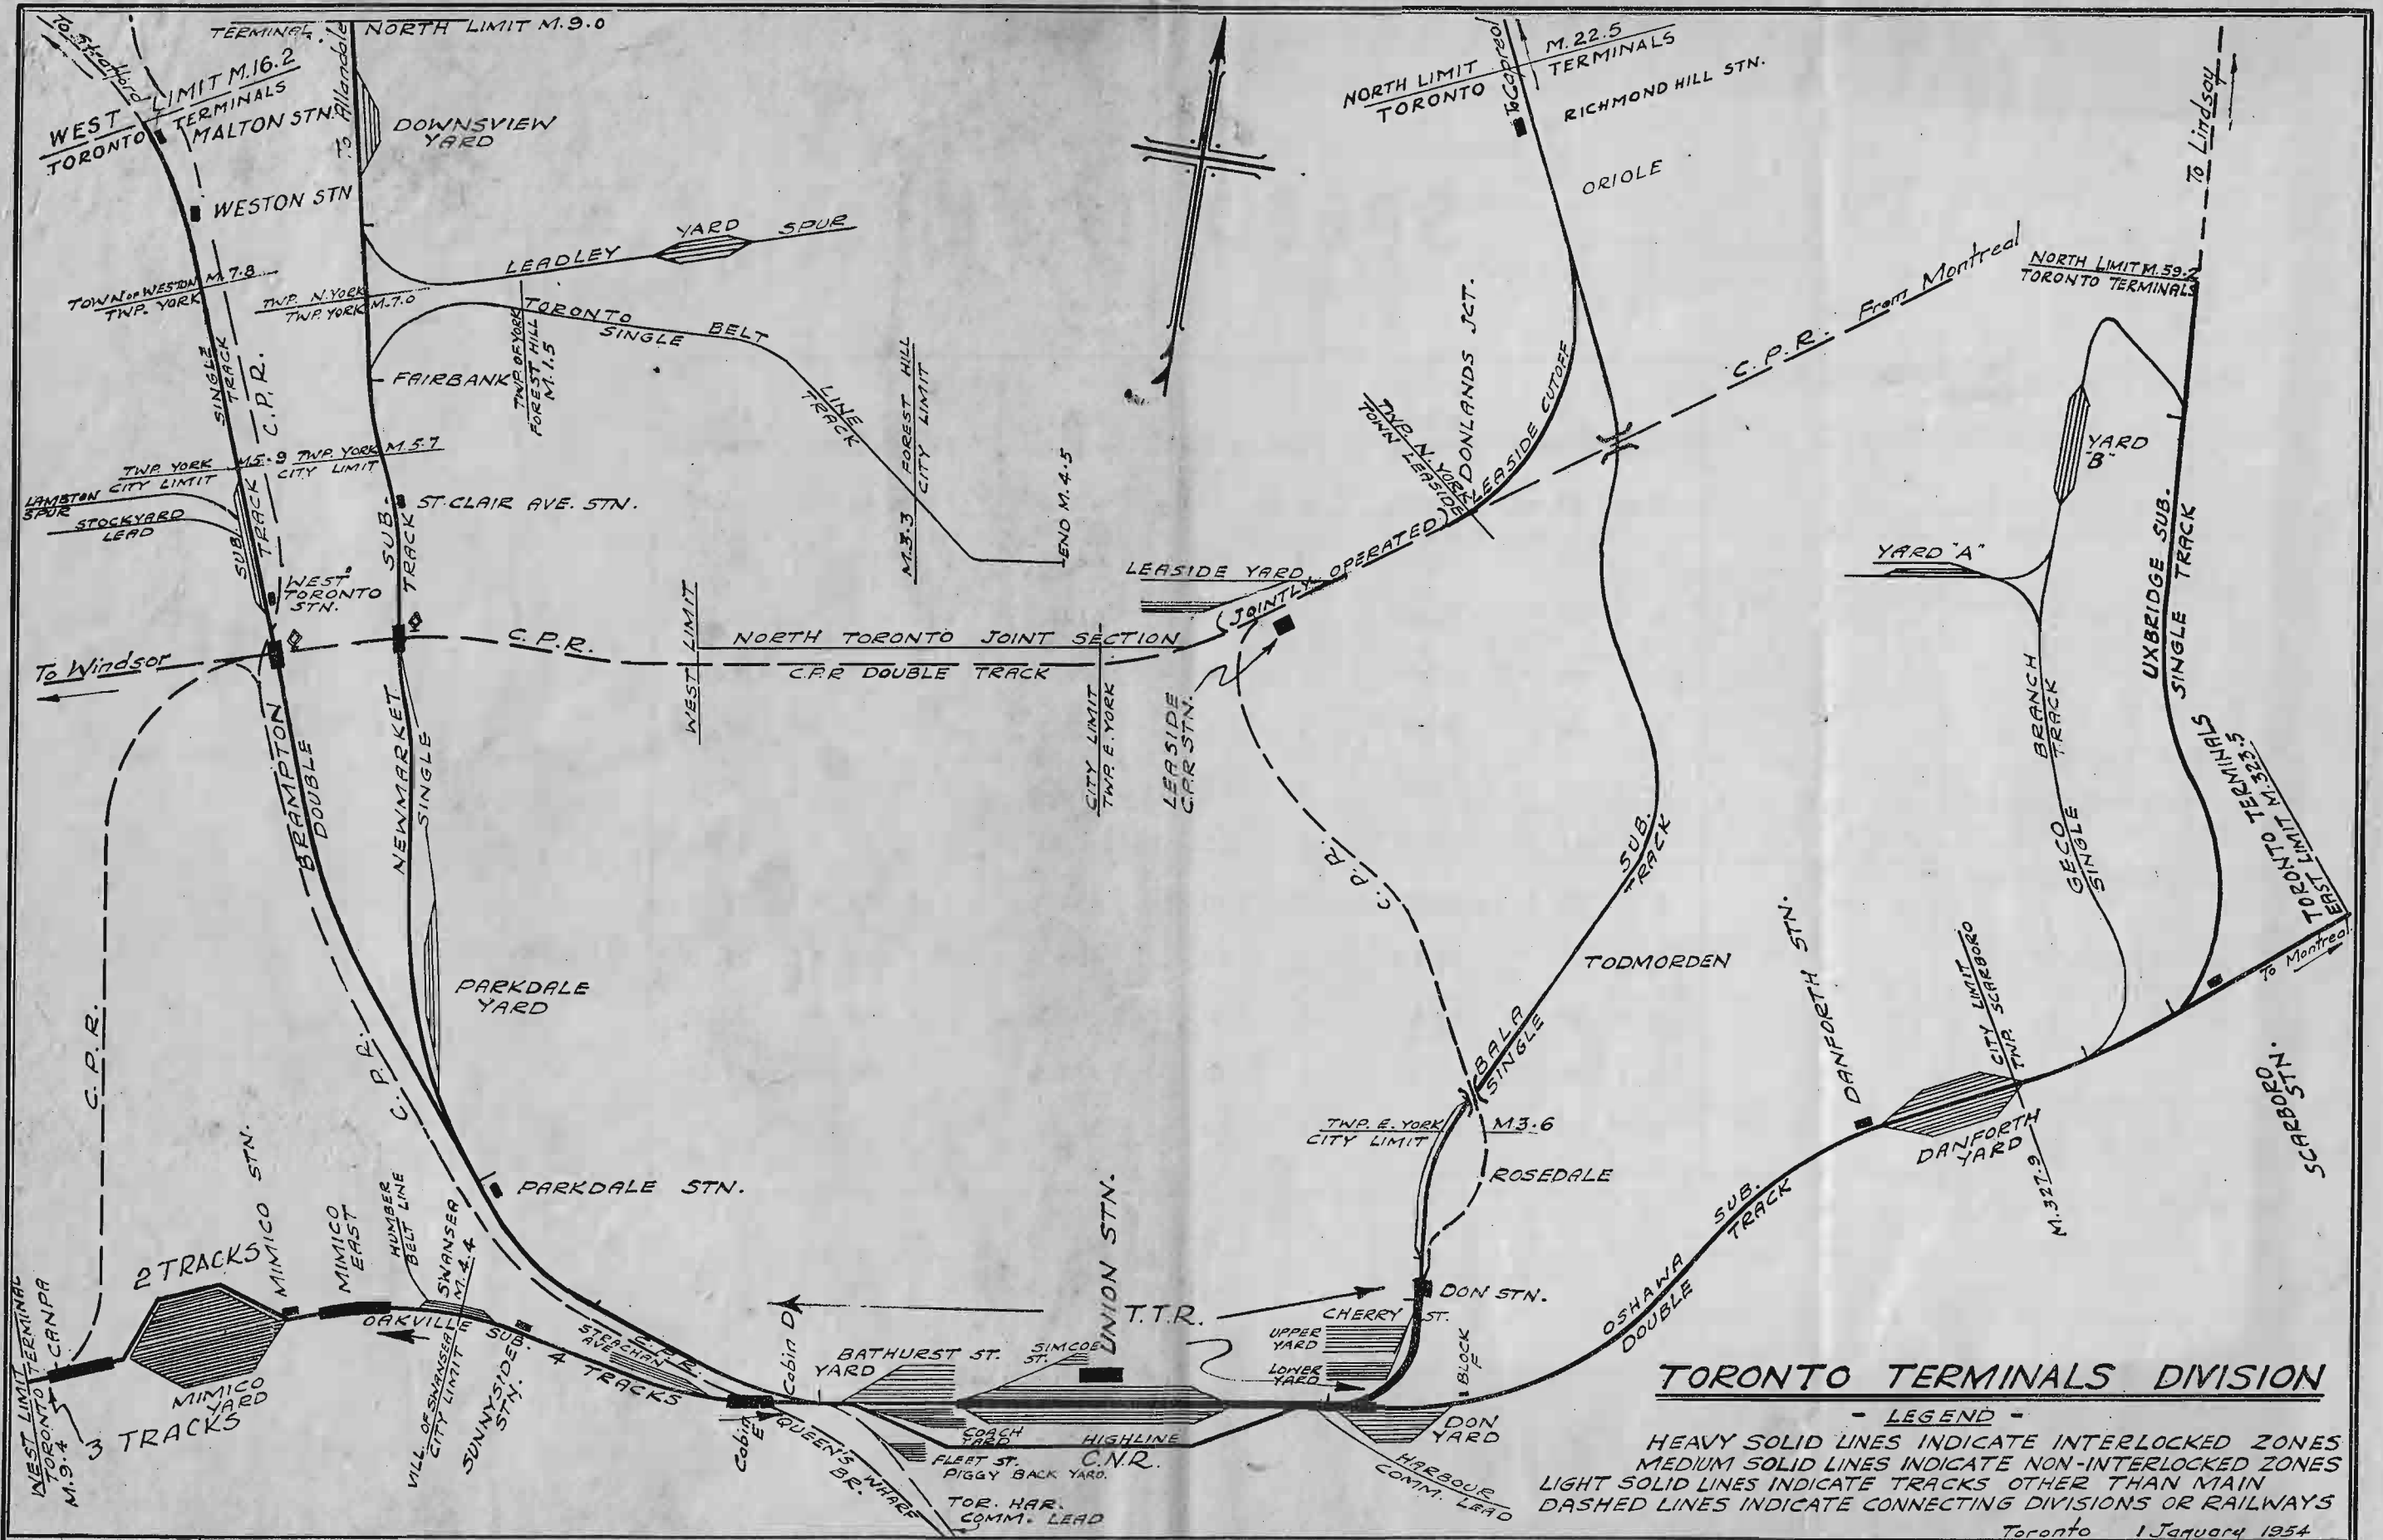 TERMINAL NORTH LIMIT M.9.0
To Stratford
To Allandale
WEST LIMIT M.16.2
TORONTO TERMINALS
MALTON STN.
DOWNSVIEW
YARD
WESTON STN
LEADLEY YARD SPUR
TOWN OF WESTON M.7.8
TWP. YORK
TWP. N. YORK
TWP. YORK M.7.0
TORONTO BELT LINE
SINGLE TRACK
TWP. OF YORK
FOREST HILL
M.1.5
FAIRBANK
SINGLE
TRACK
C.P.R.
M.3.3 FOREST HILL
CITY LIMIT
END M.4.5
TWP. YORK M5.9
CITY LIMIT
TWP. YORK M.5.7
CITY LIMIT
LAMBTON
SPUR
STOCKYARD
LEAD
ST. CLAIR AVE. STN.
SUB.
TRACK
SUB.
TRACK
WEST
TORONTO
STN.
To Windsor
C.P.R.
WEST LIMIT
NORTH TORONTO JOINT SECTION
C.P.R DOUBLE TRACK
CITY LIMIT
TWP. E. YORK
LEASIDE
C.P.R STN.
LEASIDE YARD
(JOINTLY OPERATED)
NORTH LIMIT M.22.5
TORONTO TERMINALS
To Capreol
RICHMOND HILL STN.
ORIOLE
DONLANDS JCT.
TWP. N. YORK
TOWN LEASIDE
LEASIDE CUTOFF
C.P.R. From Montreal
To Lindsay
NORTH LIMIT M.59.2
TORONTO TERMINALS
YARD
"B"
YARD "A"
UXBRIDGE SUB.
SINGLE TRACK
BRANCH
TRACK
GECO
SINGLE
TORONTO TERMINALS
EAST LIMIT M.323.5
To Montreal
BRAMPTON
DOUBLE
NEWMARKET
SINGLE
C.P.R.
C.P.R.
PARKDALE
YARD
PARKDALE STN.
C.P.R.
SUB.
TRACK
TODMORDEN
BALA
SINGLE
TWP. E. YORK
CITY LIMIT
M3.6
ROSEDALE
DANFORTH STN.
CITY LIMIT
TWP. SCARBORO
DANFORTH
YARD
M.327.9
SCARBORO
STN.
2 TRACKS
MIMICO STN.
MIMICO
EAST
HUMBER
BELT LINE
SWANSEA
M.4.4
WEST LIMIT
TORONTO TERMINAL
M.9.4
CANPA
3 TRACKS
MIMICO
YARD
OAKVILLE SUB.
4 TRACKS
VILL. OF SWANSEA
CITY LIMIT
SUNNYSIDE
STN.
STRACHAN
AVE
C.P.R.
Cabin D
Cabin
E
YARD
BATHURST ST.
SIMCOE
ST.
UNION STN.
T.T.R.
QUEEN'S WHARF
BR.
COACH
YARD
FLEET ST.
PIGGY BACK YARD.
HIGHLINE
C.N.R.
TOR. HAR.
COMM. LEAD
DON STN.
CHERRY ST.
UPPER
YARD
LOWER
YARD
BLOCK
F
DON
YARD
HARBOUR
COMM. LEAD
OSHAWA SUB.
DOUBLE TRACK
TORONTO TERMINALS DIVISION
- LEGEND -
HEAVY SOLID LINES INDICATE INTERLOCKED ZONES
MEDIUM SOLID LINES INDICATE NON-INTERLOCKED ZONES
LIGHT SOLID LINES INDICATE TRACKS OTHER THAN MAIN
DASHED LINES INDICATE CONNECTING DIVISIONS OR RAILWAYS
Toronto 1 January 1954